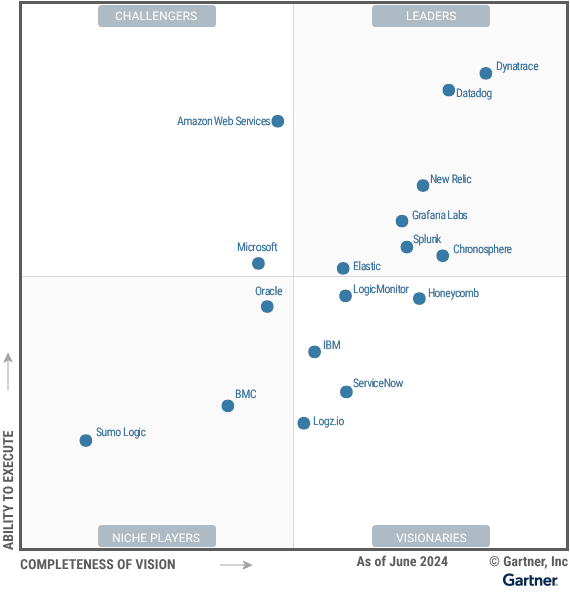 CHALLENGERS
LEADERS
Dynatrace
Datadog
Amazon Web Services
New Relic
Grafana Labs
Splunk
Chronosphere
Microsoft
Elastic
Oracle
LogicMonitor
Honeycomb
IBM
ServiceNow
BMC
Logz.io
Sumo Logic
ABILITY TO EXECUTE
NICHE PLAYERS
VISIONARIES
COMPLETENESS OF VISION
As of June 2024
© Gartner, Inc
Gartner